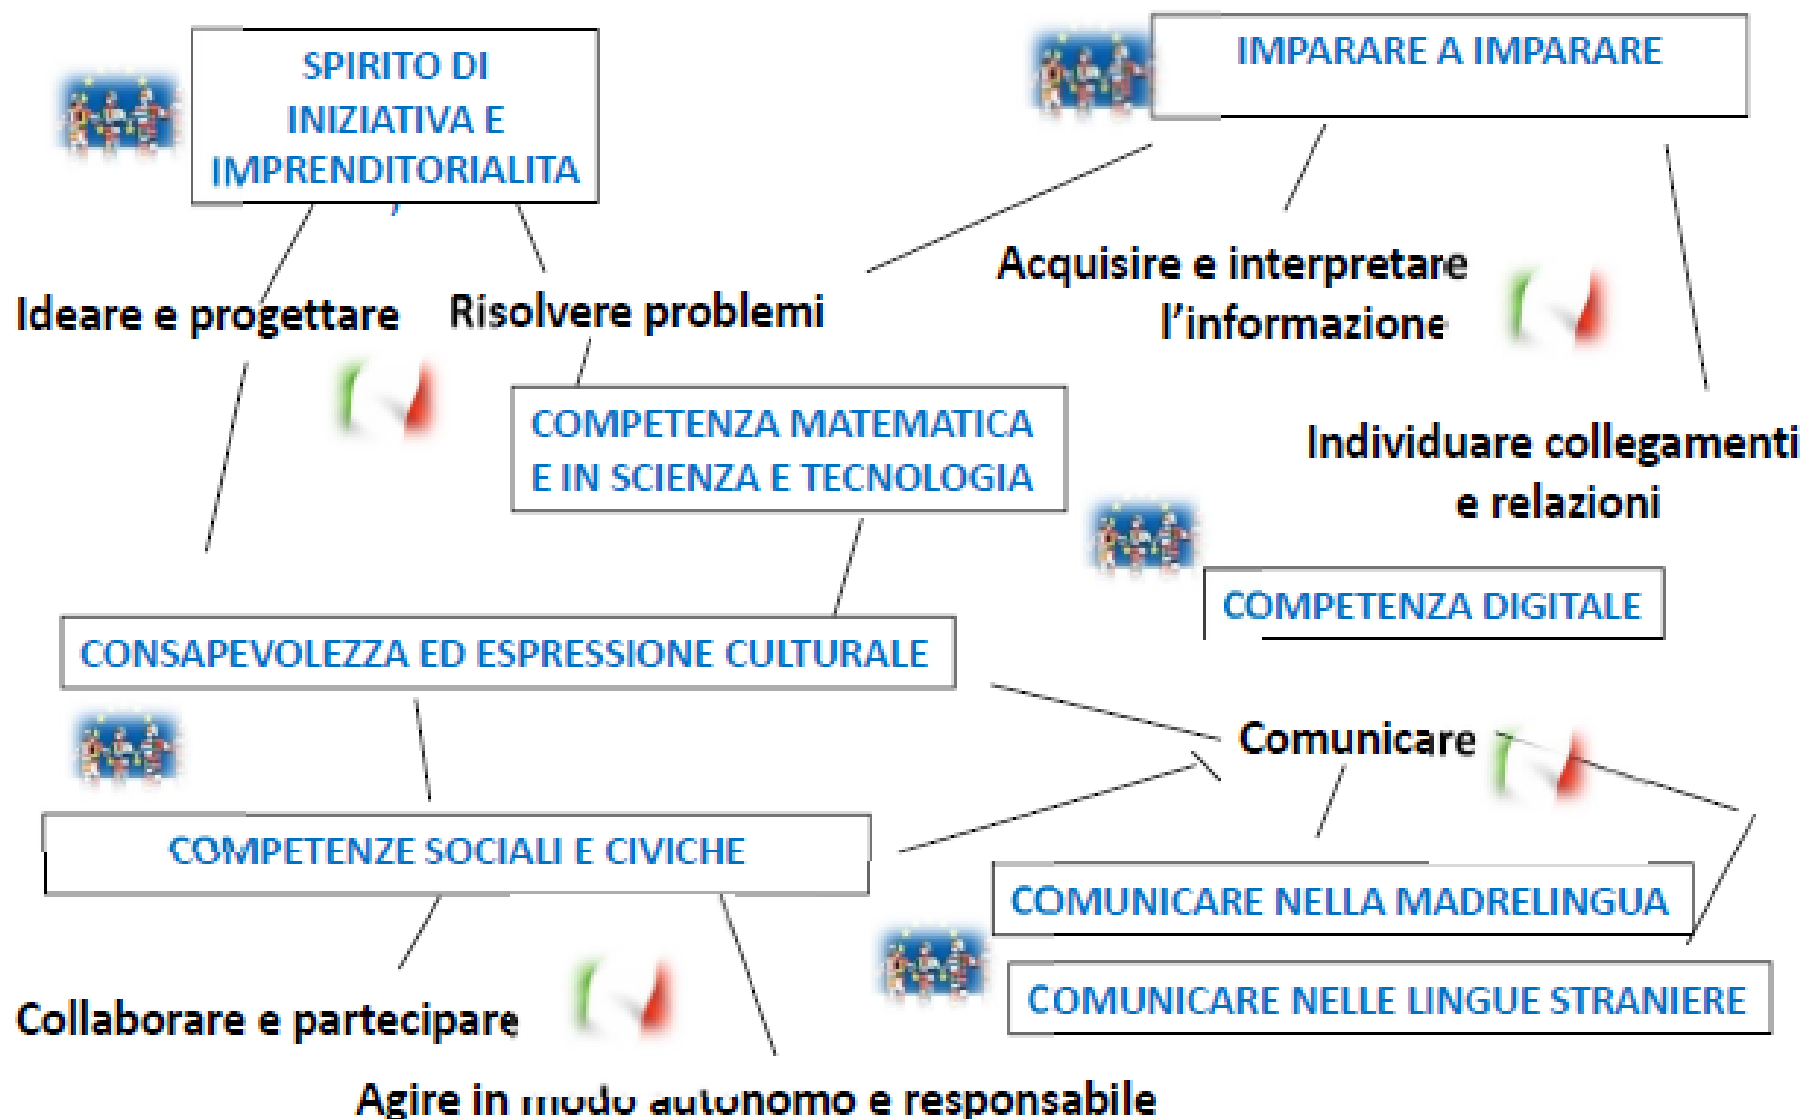 SPIRITO DI
INIZIATIVA E
IMPRENDITORIALITA
IMPARARE A IMPARARE
Ideare e progettare
Risolvere problemi
Acquisire e interpretare
l'informazione
COMPETENZA MATEMATICA
E IN SCIENZA E TECNOLOGIA
Individuare collegamenti
e relazioni
COMPETENZA DIGITALE
CONSAPEVOLEZZA ED ESPRESSIONE CULTURALE
Comunicare
COMPETENZE SOCIALI E CIVICHE
COMUNICARE NELLA MADRELINGUA
COMUNICARE NELLE LINGUE STRANIERE
Collaborare e partecipare
Agire in modo autonomo e responsabile